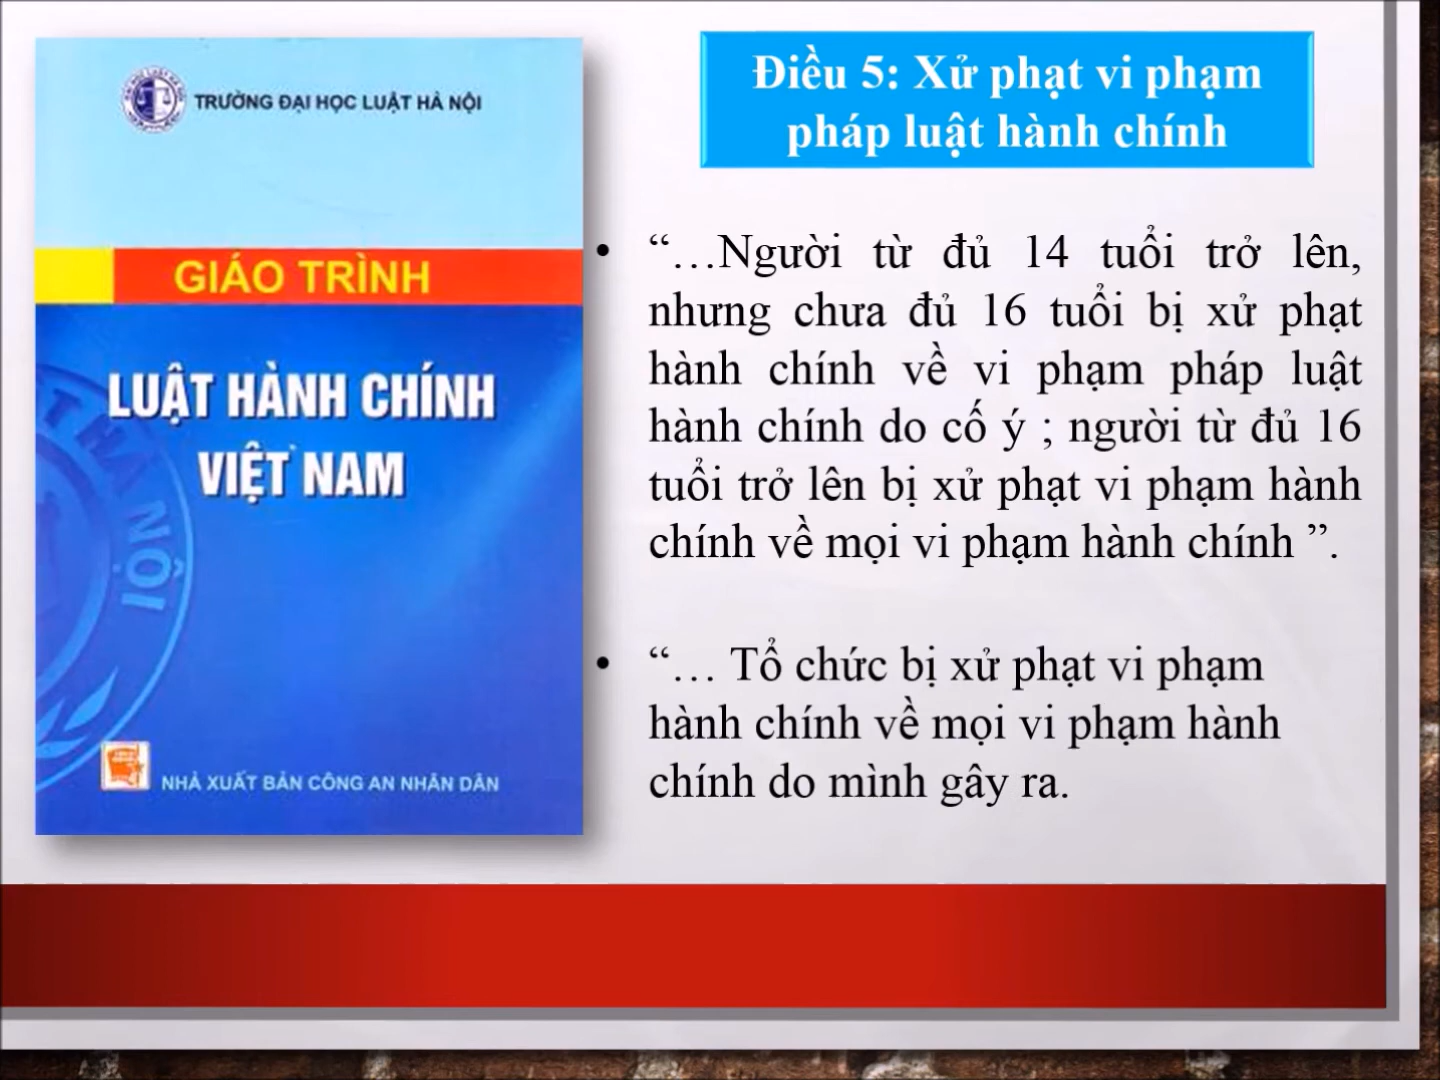 TRƯỜNG ĐẠI HỌC LUẬT HÀ NỘI
GIÁO TRÌNH
LUẬT HÀNH CHÍNH
VIỆT NAM
NHÀ XUẤT BẢN CÔNG AN NHÂN DÂN
Điều 5: Xử phạt vi phạm
pháp luật hành chính
• “…Người từ đủ 14 tuổi trở lên,
nhưng chưa đủ 16 tuổi bị xử phạt
hành chính về vi phạm pháp luật
hành chính do cố ý ; người từ đủ 16
tuổi trở lên bị xử phạt vi phạm hành
chính về mọi vi phạm hành chính ”.
• “… Tổ chức bị xử phạt vi phạm
hành chính về mọi vi phạm hành
chính do mình gây ra.